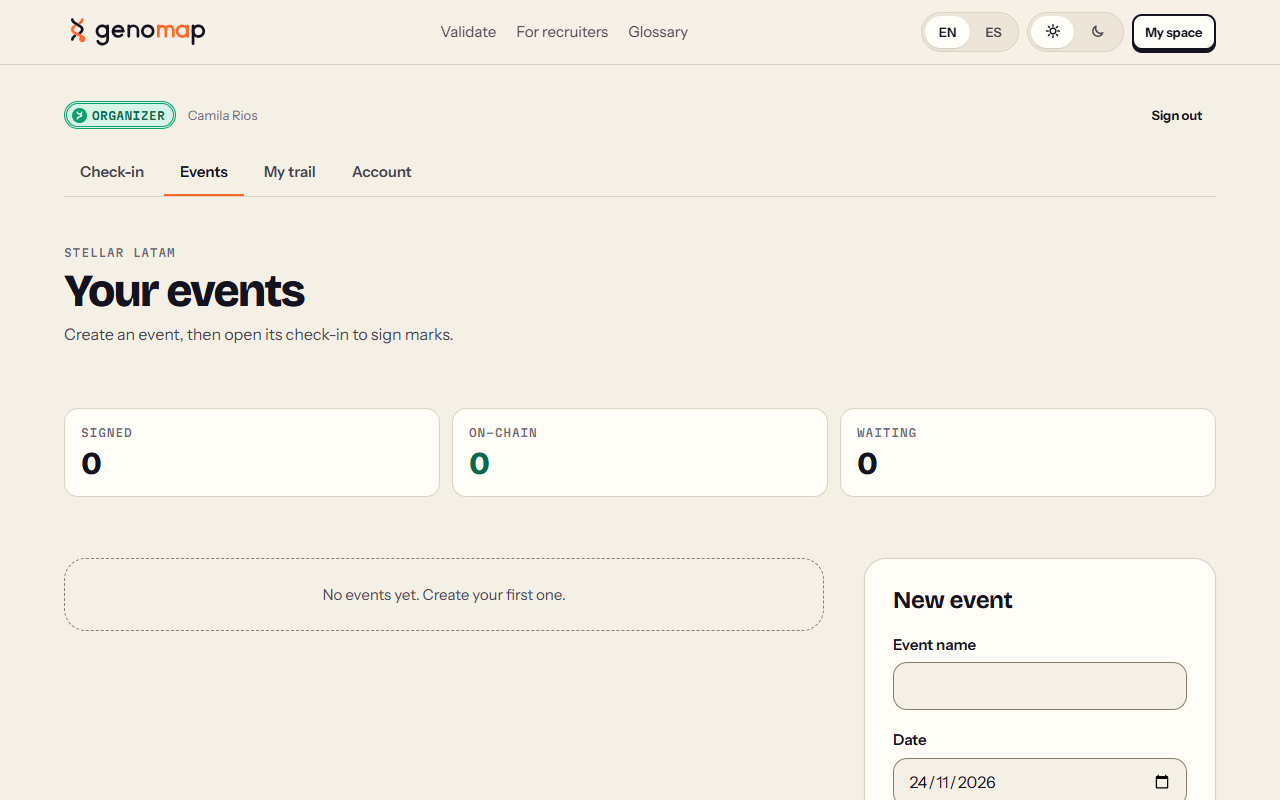 genomap
Validate For recruiters Glossary
EN ES
My space
ORGANIZER Camila Rios
Sign out
Check-in Events My trail Account
STELLAR LATAM
Your events
Create an event, then open its check-in to sign marks.
SIGNED
0
ON-CHAIN
0
WAITING
0
No events yet. Create your first one.
New event
Event name
Date
24/11/2026